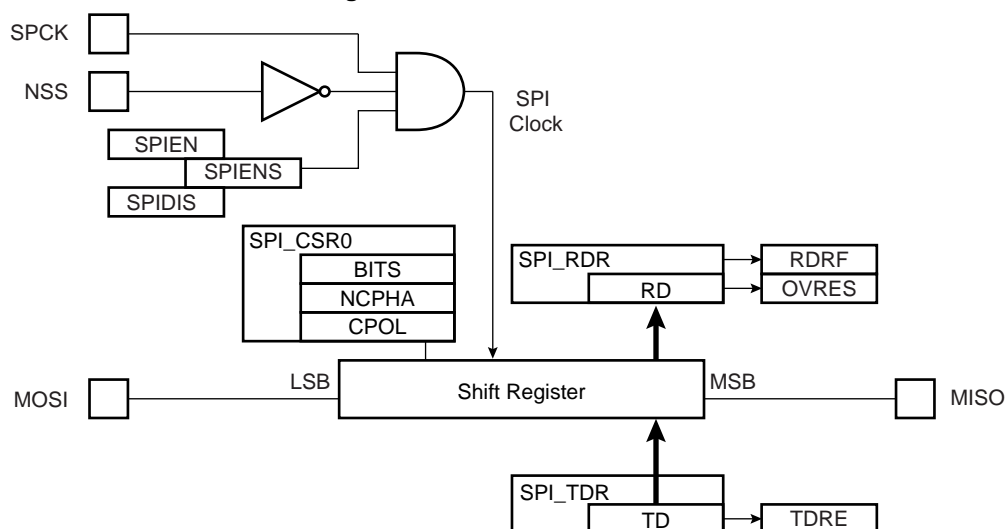 SPCK
NSS
SPI
Clock
SPIEN
SPIENS
SPIDIS
SPI_CSR0
BITS
NCPHA
CPOL
SPI_RDR
RD
RDRF
OVRES
MOSI
LSB
Shift Register
MSB
MISO
SPI_TDR
TD
TDRE